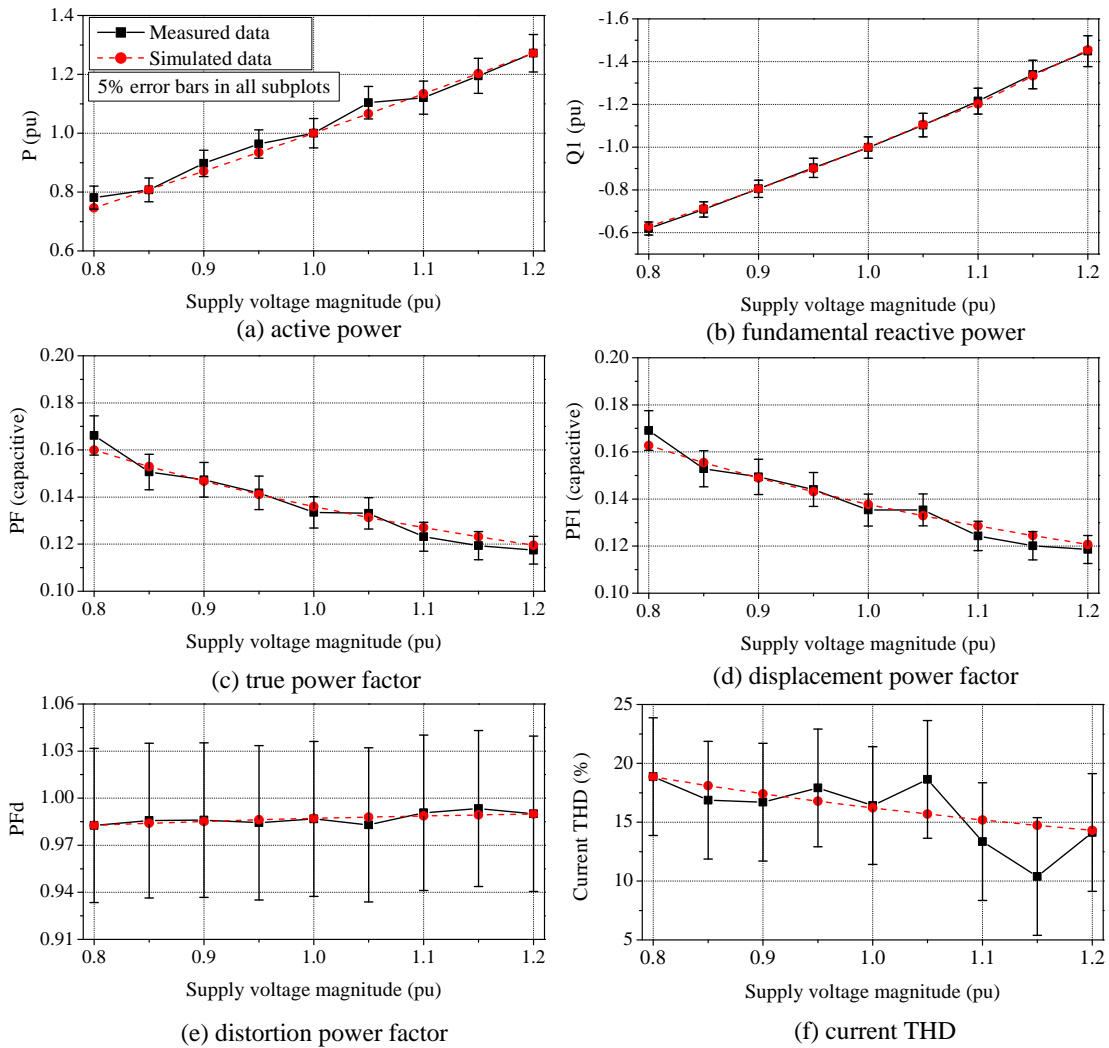 P (pu)
1.4
1.2
1.0
0.8
0.6
Measured data
Simulated data
5% error bars in all subplots
0.8 0.9 1.0 1.1 1.2
Supply voltage magnitude (pu)
(a) active power
Q1 (pu)
-1.6
-1.4
-1.2
-1.0
-0.8
-0.6
0.8 0.9 1.0 1.1 1.2
Supply voltage magnitude (pu)
(b) fundamental reactive power
PF (capacitive)
0.20
0.18
0.16
0.14
0.12
0.10
0.8 0.9 1.0 1.1 1.2
Supply voltage magnitude (pu)
(c) true power factor
PF1 (capacitive)
0.20
0.18
0.16
0.14
0.12
0.10
0.8 0.9 1.0 1.1 1.2
Supply voltage magnitude (pu)
(d) displacement power factor
PFd
1.06
1.03
1.00
0.97
0.94
0.91
0.8 0.9 1.0 1.1 1.2
Supply voltage magnitude (pu)
(e) distortion power factor
Current THD (%)
25
20
15
10
5
0.8 0.9 1.0 1.1 1.2
Supply voltage magnitude (pu)
(f) current THD